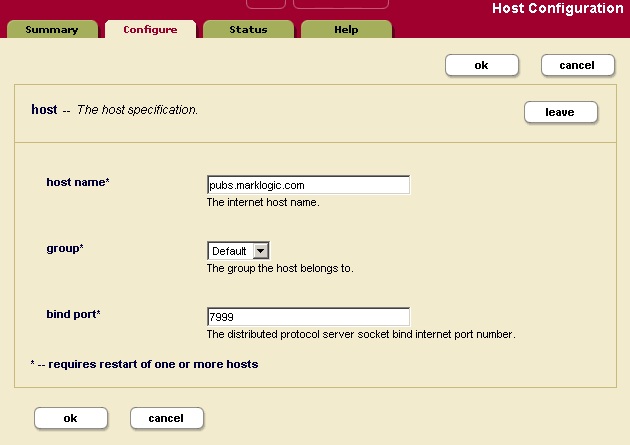 Host Configuration
Summary Configure Status Help
ok cancel
host -- The host specification.
leave
host name* pubs.marklogic.com
The internet host name.
group* Default
The group the host belongs to.
bind port* 7999
The distributed protocol server socket bind internet port number.
* -- requires restart of one or more hosts
ok cancel